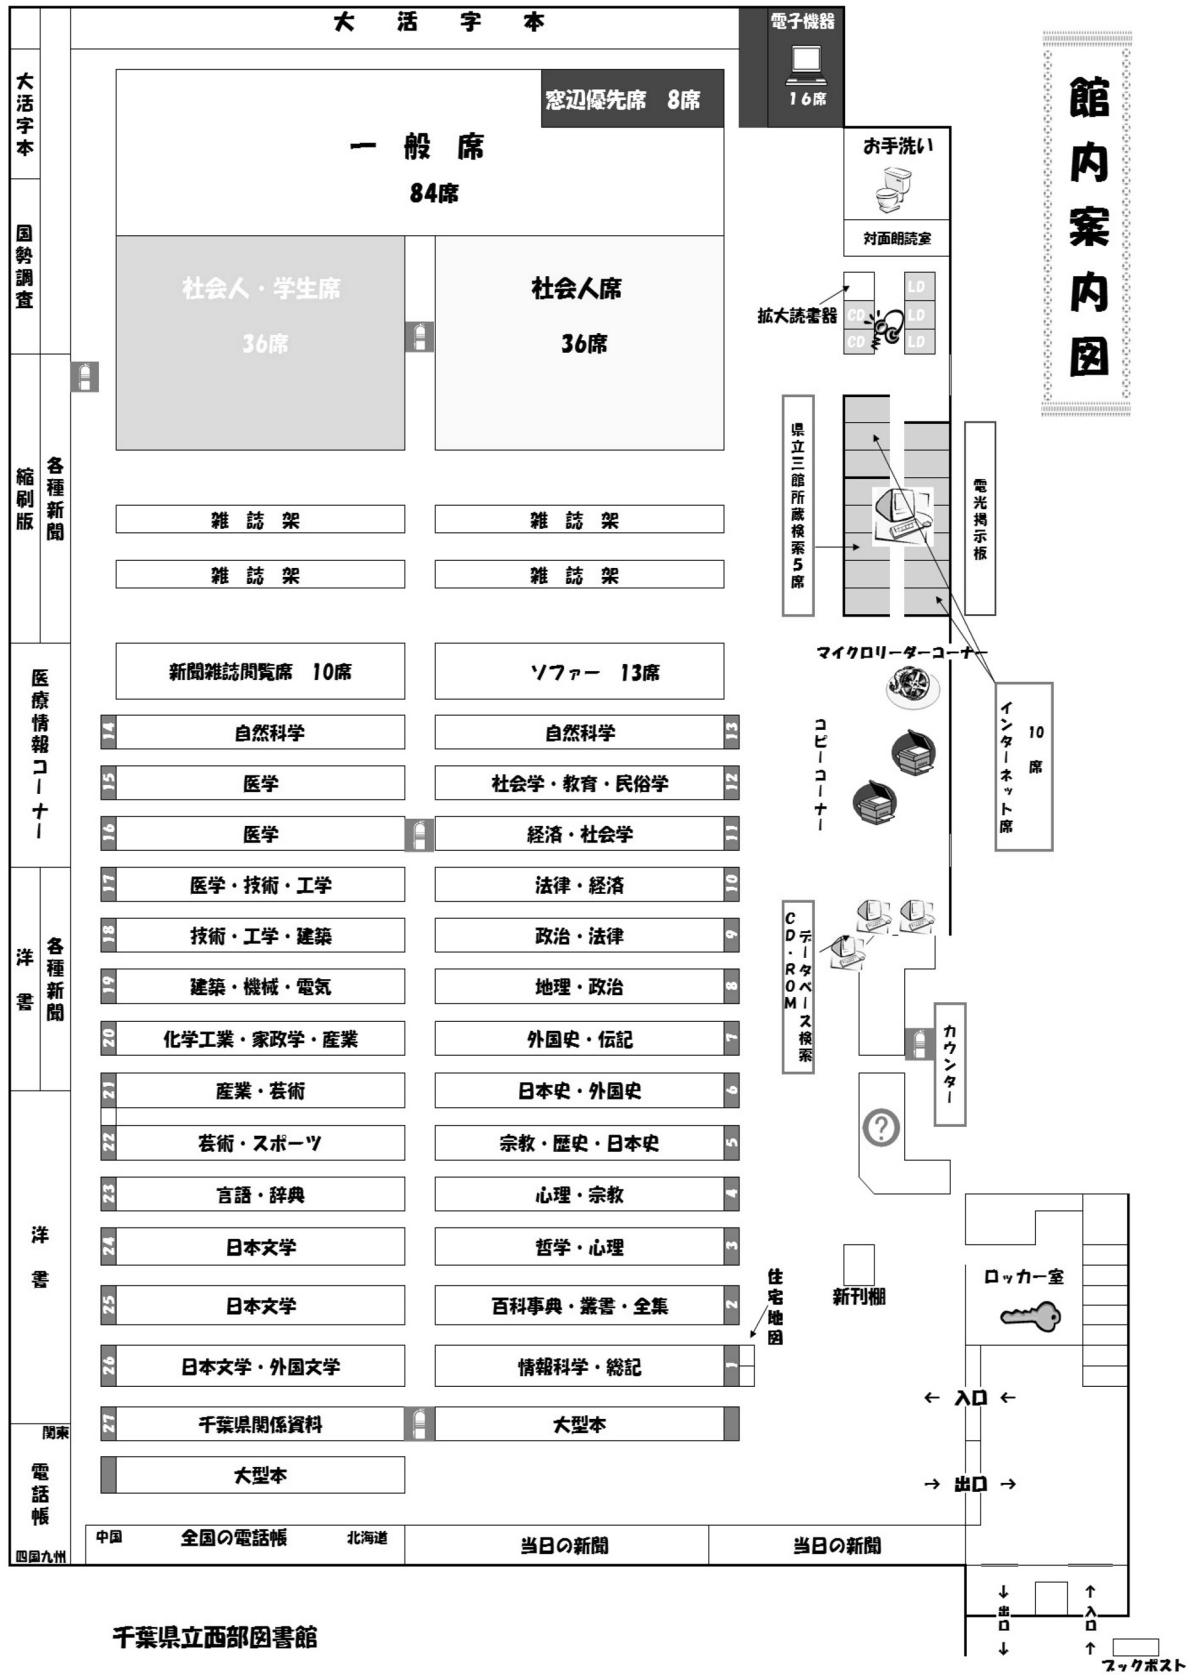 館内案内図
大活字本
電子機器
16席
大活字本
窓辺優先席 8席
一般席
84席
お手洗い
対面朗読室
国勢調査
社会人・学生席
36席
社会人席
36席
拡大読書器
LD
CD
LD
CD
LD
縮刷版
各種新聞
県立三館所蔵検索5席
電光掲示板
雑誌架
雑誌架
雑誌架
雑誌架
新聞雑誌閲覧席 10席
ソファー 13席
マイクロリーダーコーナー
医療情報コーナー
コピーコーナー
インターネット席
10席
14
自然科学
自然科学
13
15
医学
社会学・教育・民俗学
12
16
医学
経済・社会学
11
17
医学・技術・工学
法律・経済
10
18
技術・工学・建築
政治・法律
9
19
建築・機械・電気
地理・政治
8
20
化学工業・家政学・産業
外国史・伝記
7
21
産業・芸術
日本史・外国史
6
22
芸術・スポーツ
宗教・歴史・日本史
5
23
言語・辞典
心理・宗教
4
24
日本文学
哲学・心理
3
25
日本文学
百科事典・叢書・全集
2
26
日本文学・外国文学
情報科学・総記
1
27
千葉県関係資料
大型本
大型本
洋書
各種新聞
CD・ROM
データベース検索
カウンター
?
洋書
住宅地図
新刊棚
ロッカー室
← 入口 ←
→ 出口 →
関東
電話帳
四国九州
中国
全国の電話帳
北海道
当日の新聞
当日の新聞
↓出口↓
↑入口↑
ブックポスト
千葉県立西部図書館